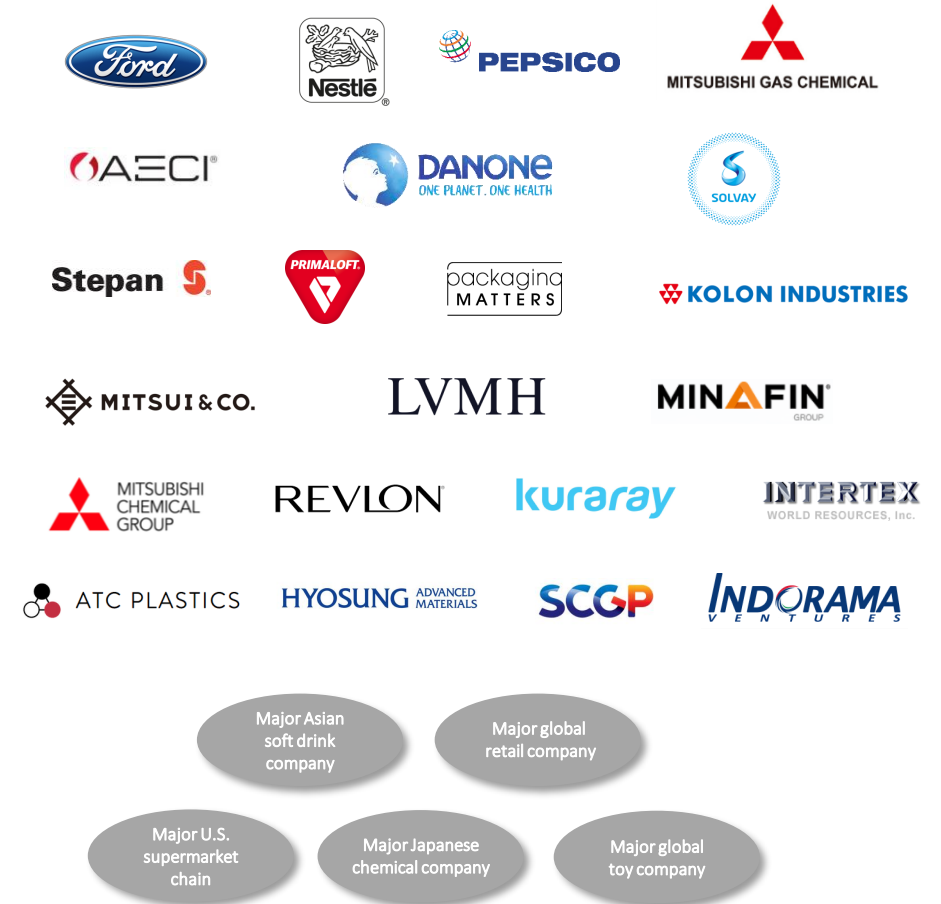 Ford
Nestlé
®
PEPSICO
MITSUBISHI GAS CHEMICAL
AECI®
DANONE
ONE PLANET. ONE HEALTH
SOLVAY
Stepan
®
PRIMALOFT®
packaging
MATTERS
KOLON INDUSTRIES
MITSUI & CO.
LVMH
MINAFIN®
GROUP
MITSUBISHI
CHEMICAL
GROUP
REVLON®
kuraray
INTERTEX
WORLD RESOURCES, Inc.
ATC PLASTICS
HYOSUNG ADVANCED
MATERIALS
SCGP
INDORAMA
VENTURES
Major Asian
soft drink
company
Major global
retail company
Major U.S.
supermarket
chain
Major Japanese
chemical company
Major global
toy company